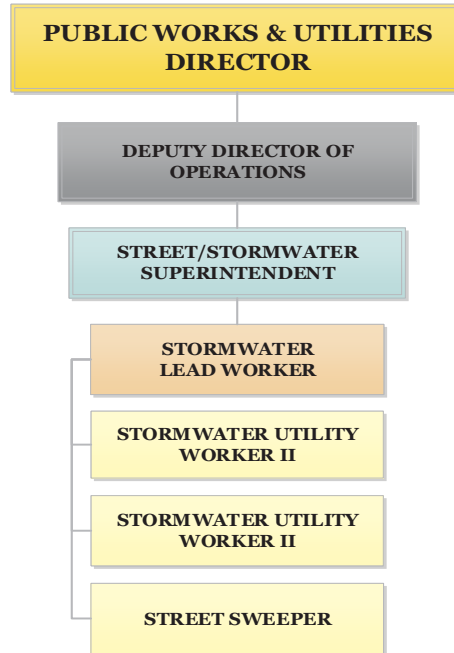 PUBLIC WORKS & UTILITIES
DIRECTOR
DEPUTY DIRECTOR OF
OPERATIONS
STREET/STORMWATER
SUPERINTENDENT
STORMWATER
LEAD WORKER
STORMWATER UTILITY
WORKER II
STORMWATER UTILITY
WORKER II
STREET SWEEPER